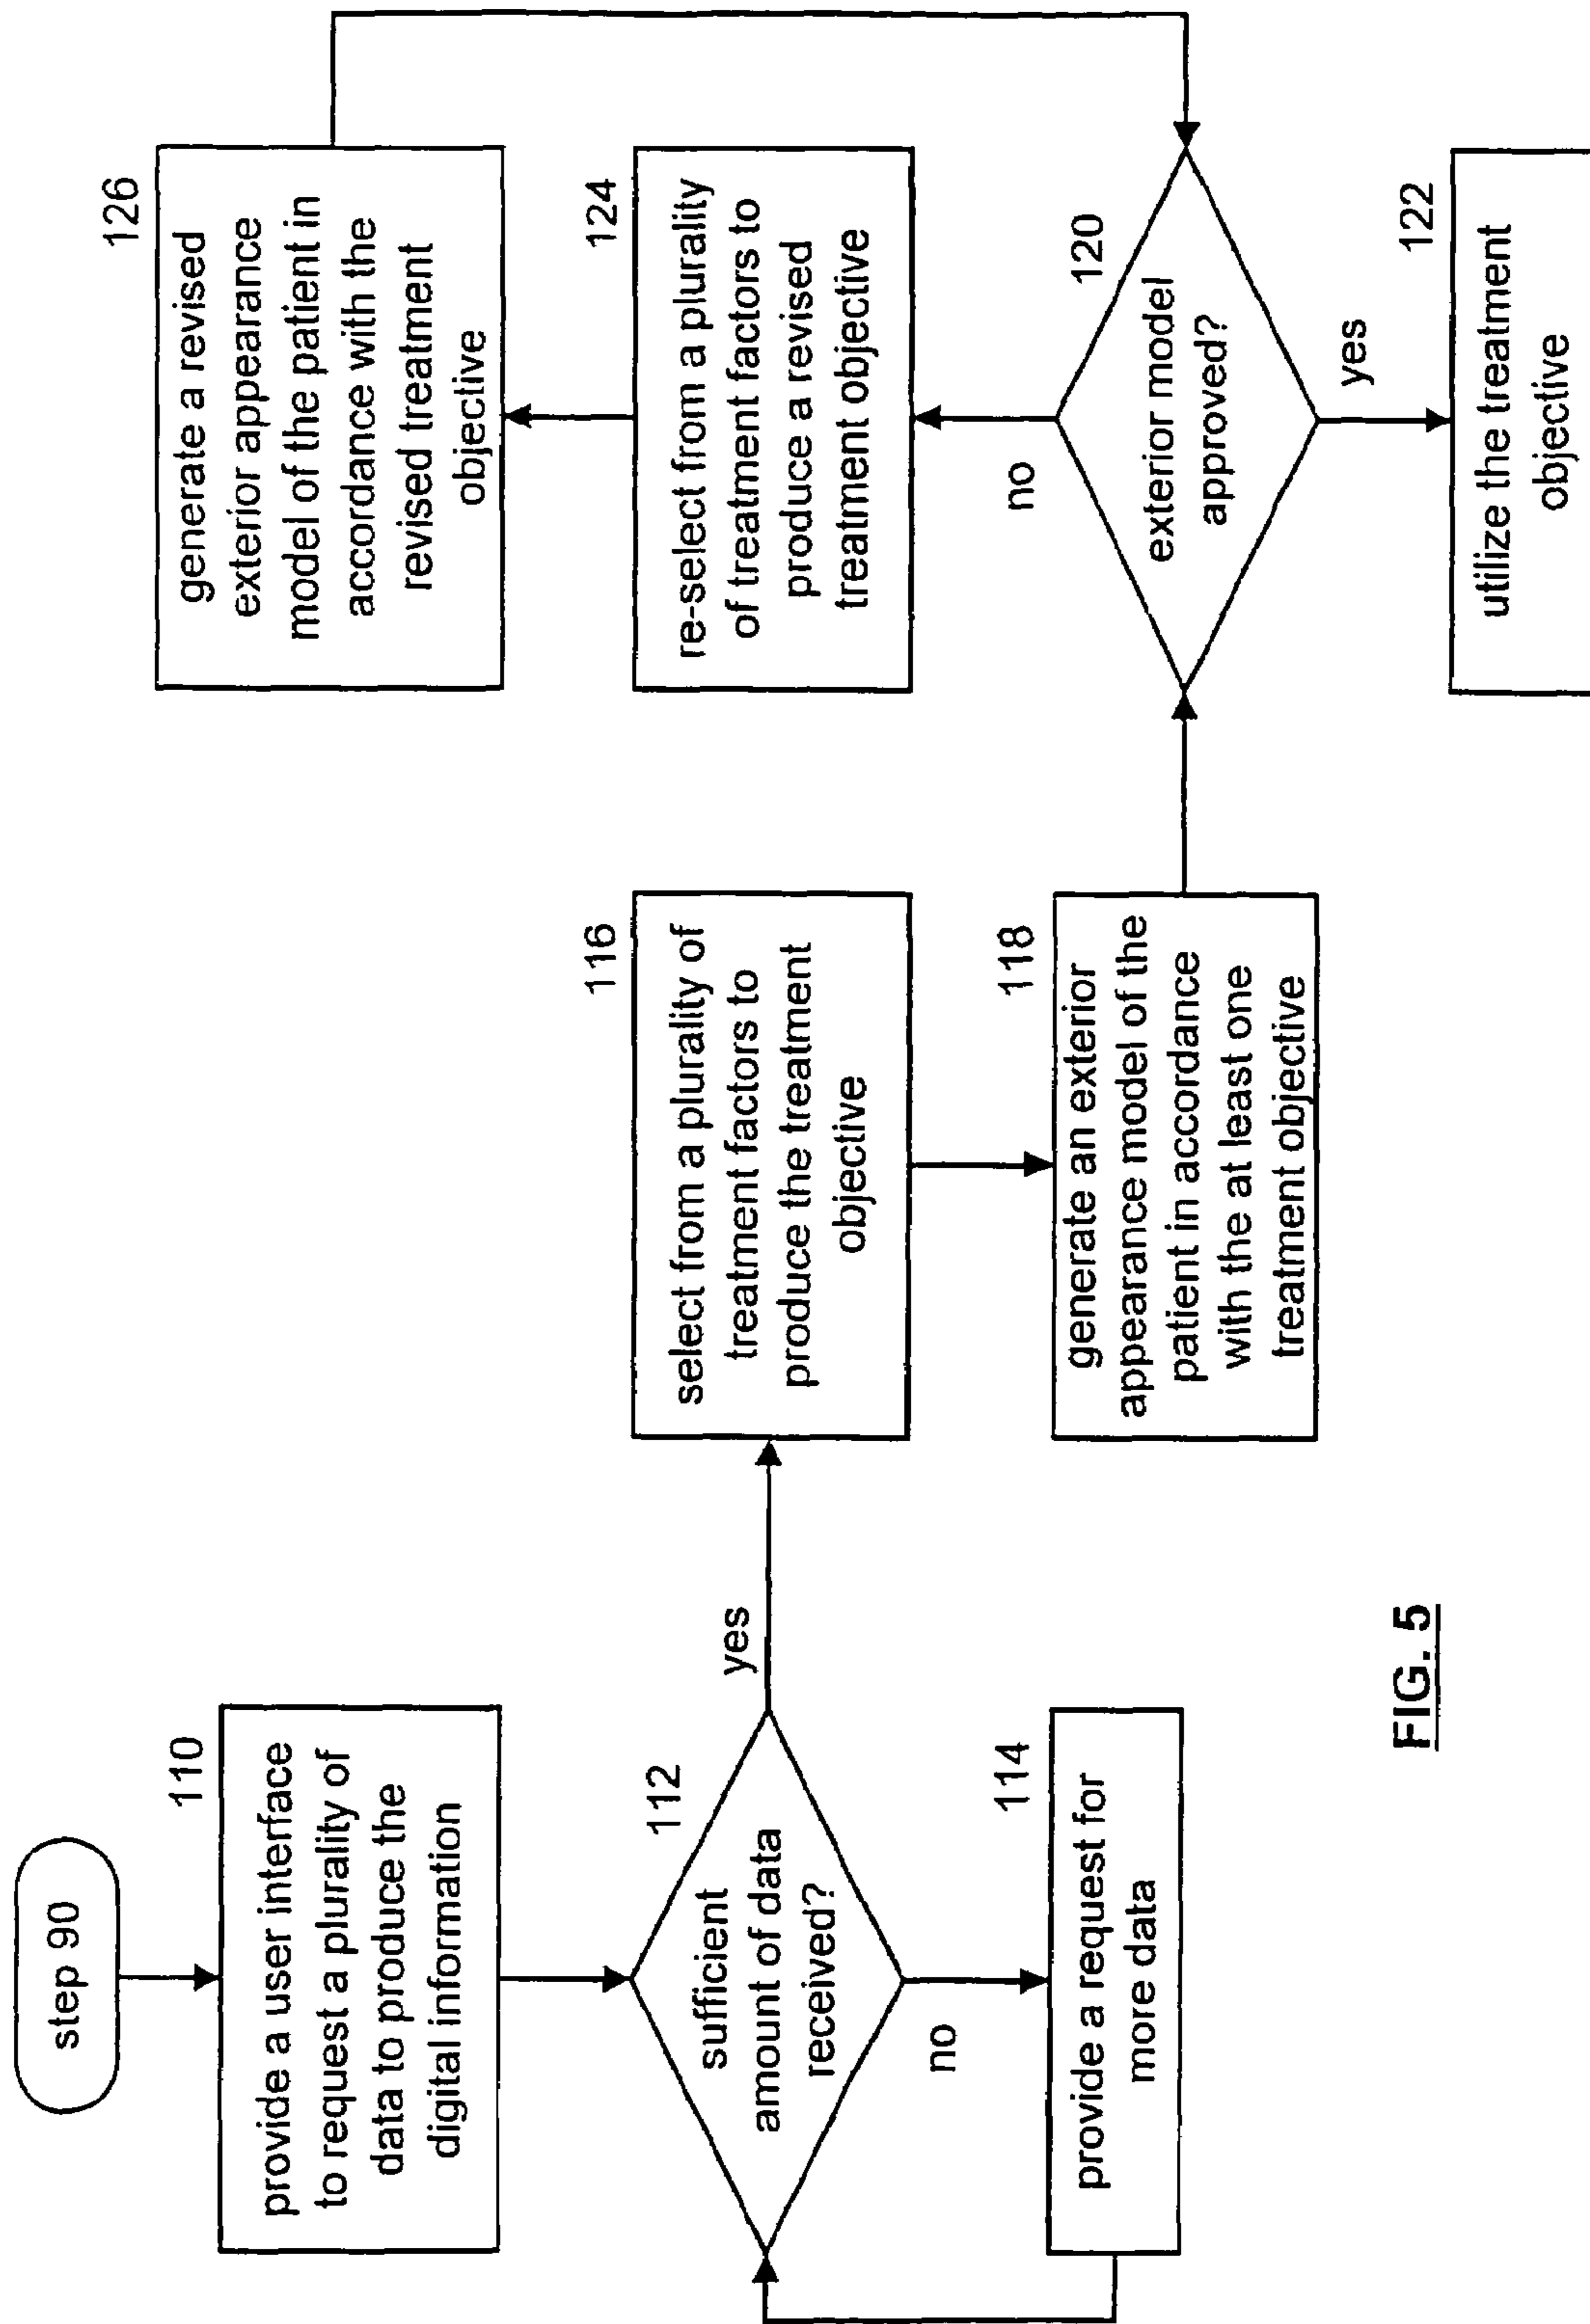 step 90
110
provide a user interface
to request a plurality of
data to produce the
digital information
112
sufficient
amount of data
received?
yes
no
114
provide a request for
more data
116
select from a plurality of
treatment factors to
produce the treatment
objective
118
generate an exterior
appearance model of the
patient in accordance
with the at least one
treatment objective
126
generate a revised
exterior appearance
model of the patient in
accordance with the
revised treatment
objective
124
re-select from a plurality
of treatment factors to
produce a revised
treatment objective
no
120
exterior model
approved?
yes
122
utilize the treatment
objective
FIG. 5